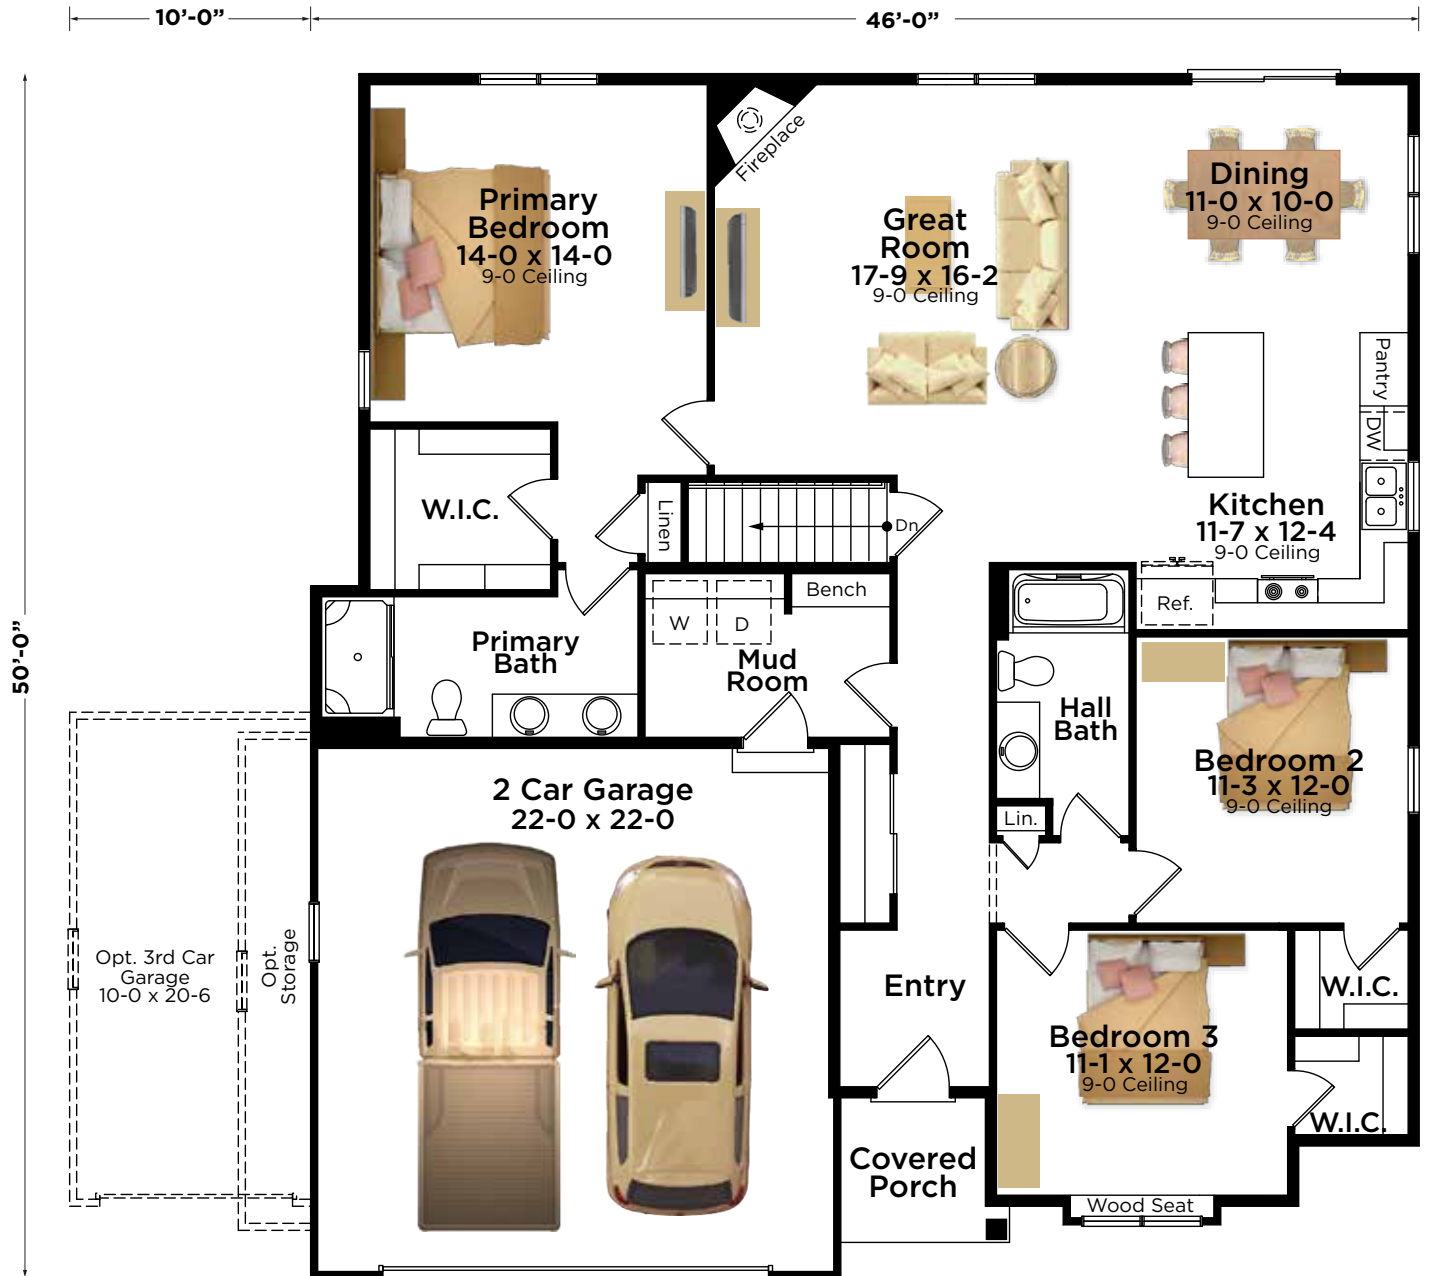 10’-0”
46’-0”
50’-0”
Primary
Bedroom
14-0 x 14-0
9-0 Ceiling
Fireplace
Great
Room
17-9 x 16-2
9-0 Ceiling
Dining
11-0 x 10-0
9-0 Ceiling
Pantry
DW
Kitchen
11-7 x 12-4
9-0 Ceiling
Ref.
W.I.C.
Linen
Dn
Bench
W
D
Mud
Room
Primary
Bath
Hall
Bath
Lin.
Bedroom 2
11-3 x 12-0
9-0 Ceiling
2 Car Garage
22-0 x 22-0
Opt. 3rd Car
Garage
10-0 x 20-6
Opt.
Storage
Entry
W.I.C.
Bedroom 3
11-1 x 12-0
9-0 Ceiling
W.I.C.
Covered
Porch
Wood Seat